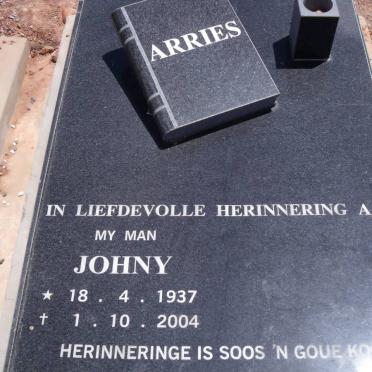 ARRIES
IN LIEFDEVOLLE HERINNERING A
MY MAN
JOHNY
★ 18 . 4 . 1937
† 1 . 10 . 2004
HERINNERINGE IS SOOS 'N GOUE KO